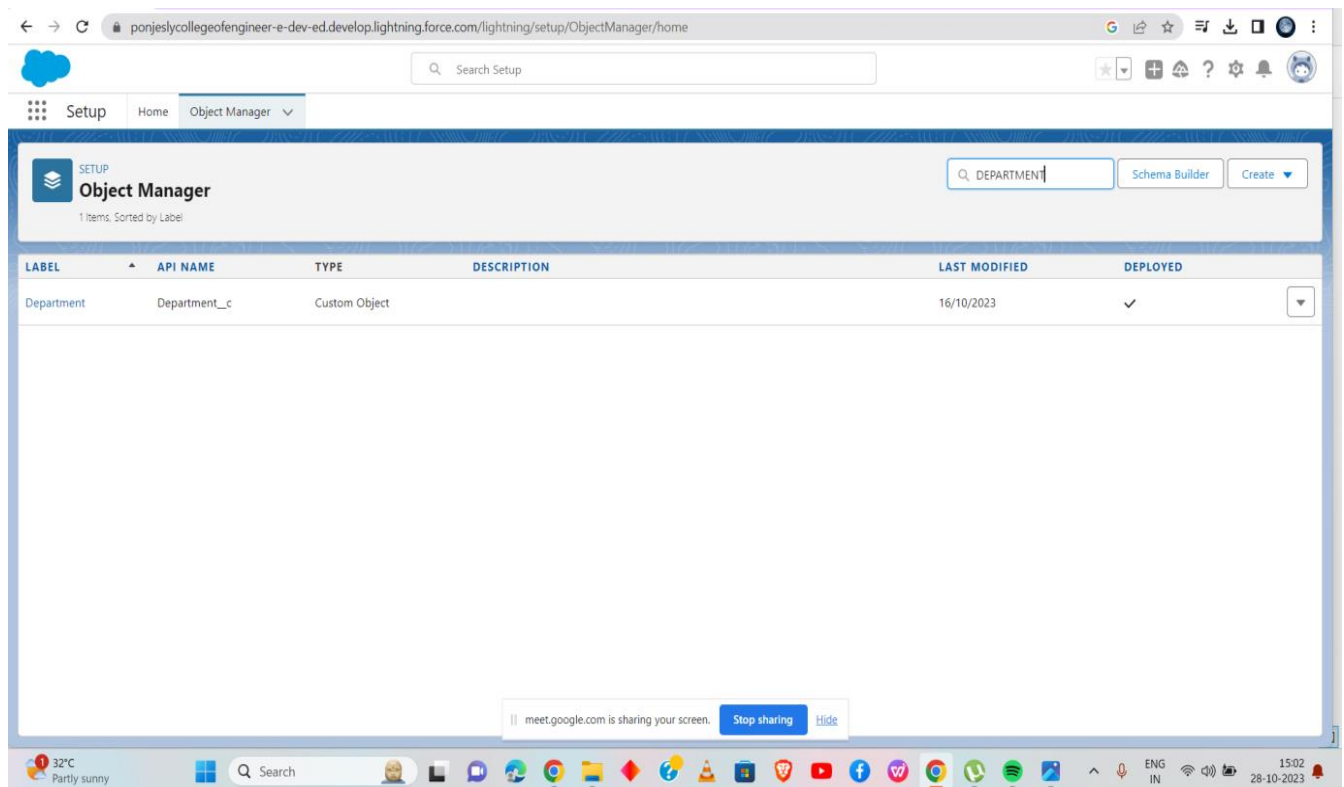 ponjeslycollegeofengineer-e-dev-ed.develop.lightning.force.com/lightning/setup/ObjectManager/home
Search Setup
Setup Home Object Manager
SETUP
Object Manager
1 Items. Sorted by Label
DEPARTMENT
Schema Builder
Create
LABEL API NAME TYPE DESCRIPTION LAST MODIFIED DEPLOYED
Department Department__c Custom Object 16/10/2023
meet.google.com is sharing your screen. Stop sharing Hide
1
32°C
Partly sunny
Search
ENG
IN
15:02
28-10-2023